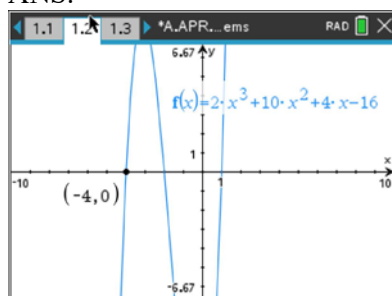 ANS:
1.1 1.2 1.3 *A.APR....ems RAD
6.67 y
f(x)=2·x³+10·x²+4·x−16
1
x
-10 1 10
(-4,0)
-6.67